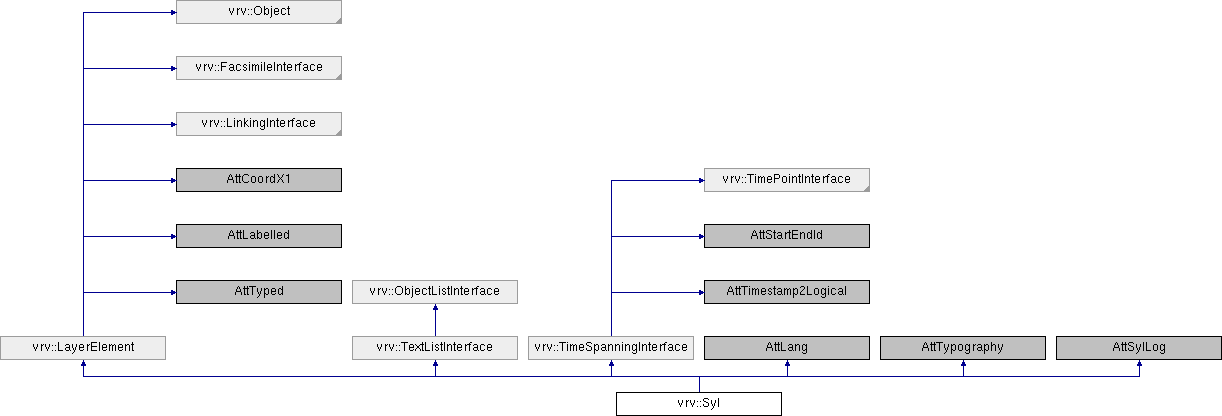 vrv::Object
vrv::FacsimileInterface
vrv::LinkingInterface
AttCoordX1
vrv::TimePointInterface
AttLabelled
AttStartEndId
AttTyped
vrv::ObjectListInterface
AttTimestamp2Logical
vrv::LayerElement
vrv::TextListInterface
vrv::TimeSpanningInterface
AttLang
AttTypography
AttSylLog
vrv::Syl